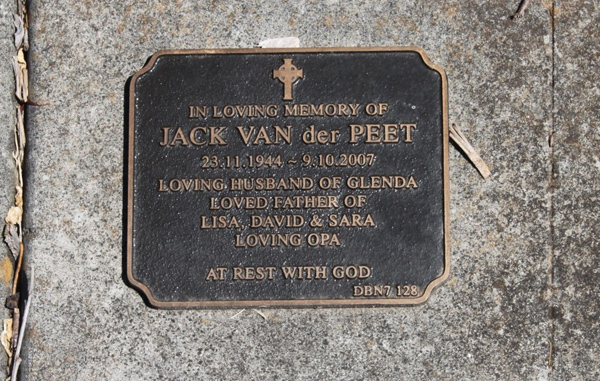 IN LOVING MEMORY OF
JACK VAN der PEET
23.11.1944 ~ 9.10.2007
LOVING HUSBAND OF GLENDA
LOVED FATHER OF
LISA, DAVID & SARA
LOVING OPA
AT REST WITH GOD
DBN7 128